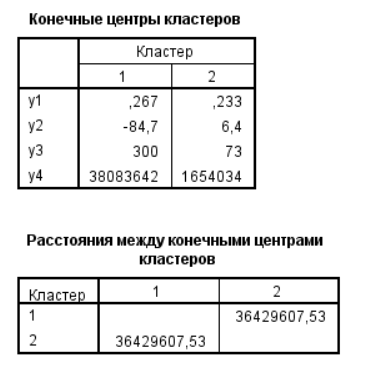 Конечные центры кластеров
Кластер
1 2
y1 ,267 ,233
y2 -84,7 6,4
y3 300 73
y4 38083642 1654034
Расстояния между конечными центрами
кластеров
Кластер 1 2
1 36429607,53
2 36429607,53